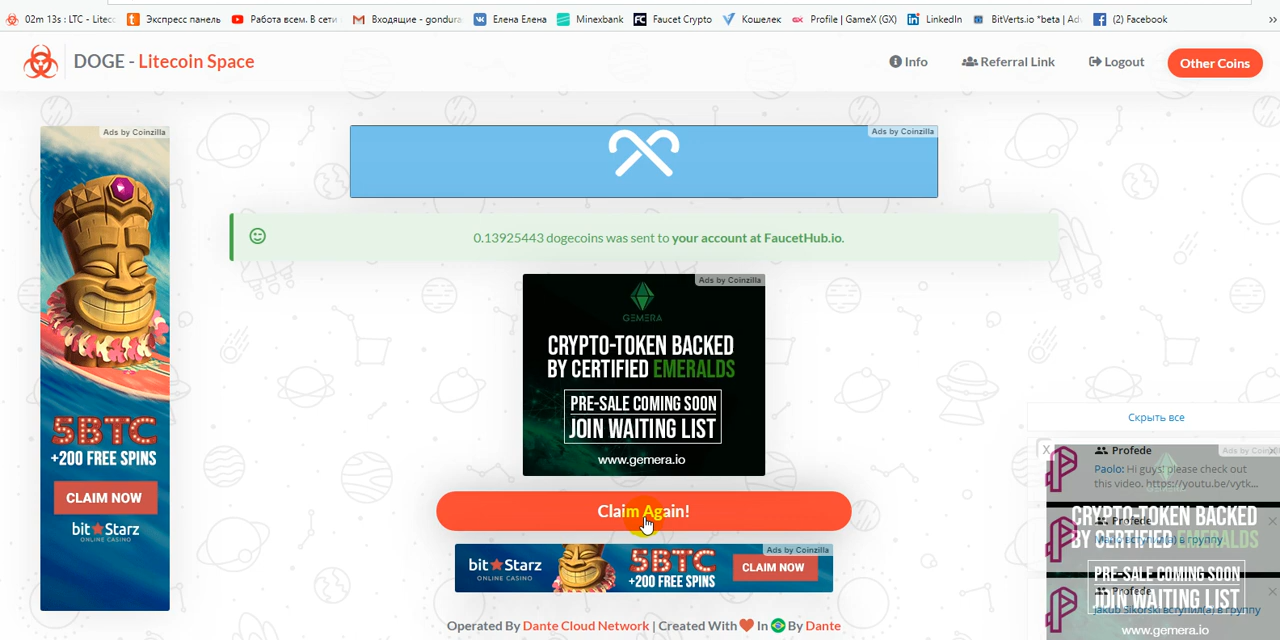 02m 13s : LTC - Litec
Экспресс панель
Работа всем. В сети
Входящие - gondura
Елена Елена
Minexbank
Faucet Crypto
Кошелек
Profile | GameX (GX)
LinkedIn
BitVerts.io *beta | Adv
(2) Facebook
DOGE - Litecoin Space
Info
Referral Link
Logout
Other Coins
Ads by Coinzilla
Ads by Coinzilla
0.13925443 dogecoins was sent to your account at FaucetHub.io.
Ads by Coinzilla
GEMERA
CRYPTO-TOKEN BACKED
BY CERTIFIED EMERALDS
PRE-SALE COMING SOON
JOIN WAITING LIST
www.gemera.io
5BTC
+200 FREE SPINS
CLAIM NOW
bitStarz
ONLINE CASINO
Claim Again!
bitStarz
ONLINE CASINO
5BTC
+200 FREE SPINS
Ads by Coinzilla
CLAIM NOW
Operated By Dante Cloud Network | Created With In By Dante
Скрыть все
X
Profede
Ads by Coin
Paolo: Hi guys! please check out
this video. https://youtu.be/vytk...
CRYPTO-TOKEN BACKED
Profede
BY CERTIFIED EMERALDS
вступил(а) в группу
PRE-SALE COMING SOON
Profede
JOIN WAITING LIST
Jakub Sikorski вступил(а) в группу
www.gemera.io